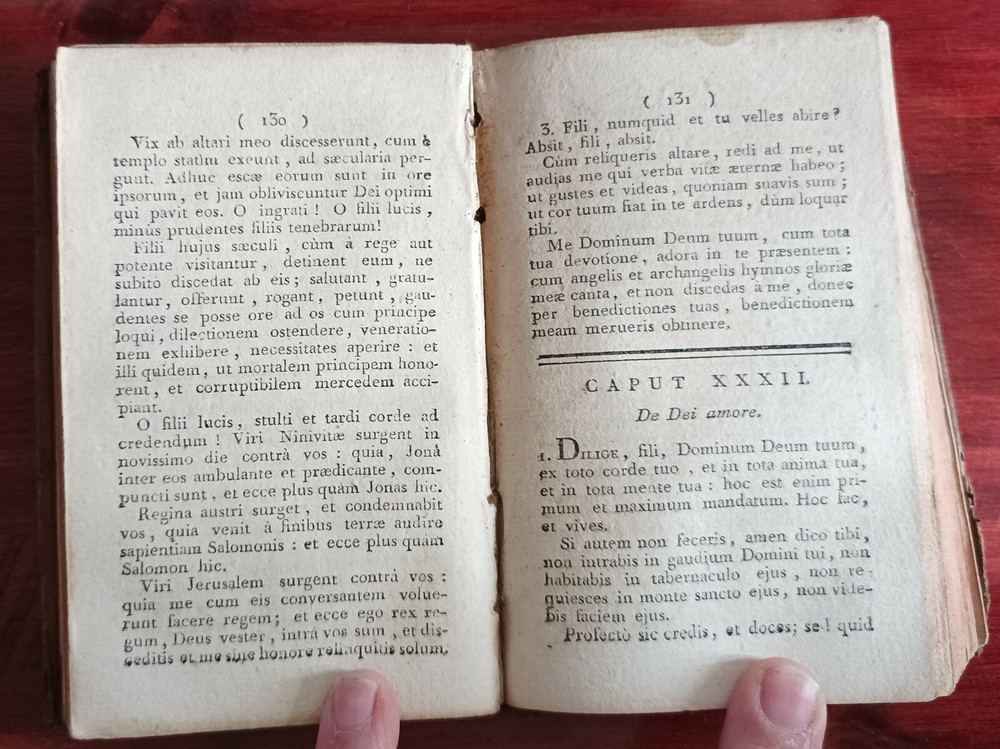 ( 130 )
Vix ab altari meo discesserunt, cum è
templo statìm exeunt , ad sæcularia per-
gunt. Adhuc escæ eorum sunt in ore
ipsorum , et jam obliviscuntur Dei optimi
qui pavit eos. O ingrati ! O filii lucis ,
minùs prudentes filiis tenebrarum!
Filii hujus sæculi , cùm à rege aut
potente visitantur , detinent eum , ne
subitò discedat ab eis ; salutant , gratu-
lantur , offerunt , rogant , petunt , gau-
dentes se posse ore ad os cum principe
loqui , dilectionem ostendere , veneratio-
nem exhibere , necessitates aperire : et
illi quidem , ut mortalem principem hono-
rent , et corruptibilem mercedem acci-
piant.
O filii lucis , stulti et tardi corde ad
credendum ! Viri Ninivitæ surgent in
novissimo die contrà vos : quia , Jonâ
inter eos ambulante et prædicante , com-
puncti sunt , et ecce plus quàm Jonas hìc.
Regina austri surget , et condemnabit
vos , quia venit à finibus terræ audire
sapientiam Salomonis : et ecce plus quàm
Salomon hìc.
Viri Jerusalem surgent contrà vos :
quia me cum eis conversantem volue-
runt facere regem ; et ecce ego rex re-
gum , Deus vester , intrà vos sum , et dis-
ceditis et me sine honore relinquitis solum.
( 131 )
3. Fili , numquid et tu velles abire ?
Absit , fili , absit.
Cùm reliqueris altare , redi ad me , ut
audias me qui verba vitæ æternæ habeo ;
ut gustes et videas , quoniam suavis sum ;
ut cor tuum fiat in te ardens , dùm loquar
tibi.
Me Dominum Deum tuum , cum tota
tua devotione , adora in te præsentem :
cum angelis et archangelis hymnos gloriæ
meæ canta , et non discedas à me , donec
per benedictiones tuas , benedictionem
meam merueris obtinere.
CAPUT XXXII.
De Dei amore.
1. DILIGE , fili , Dominum Deum tuum ,
ex toto corde tuo , et in tota anima tua ,
et in tota mente tua : hoc est enim pri-
mum et maximum mandatum. Hoc fac ,
et vives.
Si autem non feceris , amen dico tibi ,
non intrabis in gaudium Domini tui , non
habitabis in tabernaculo ejus , non re-
quiesces in monte sancto ejus , non vide-
bis faciem ejus.
Profectò sic credis , et doces ; sed quid